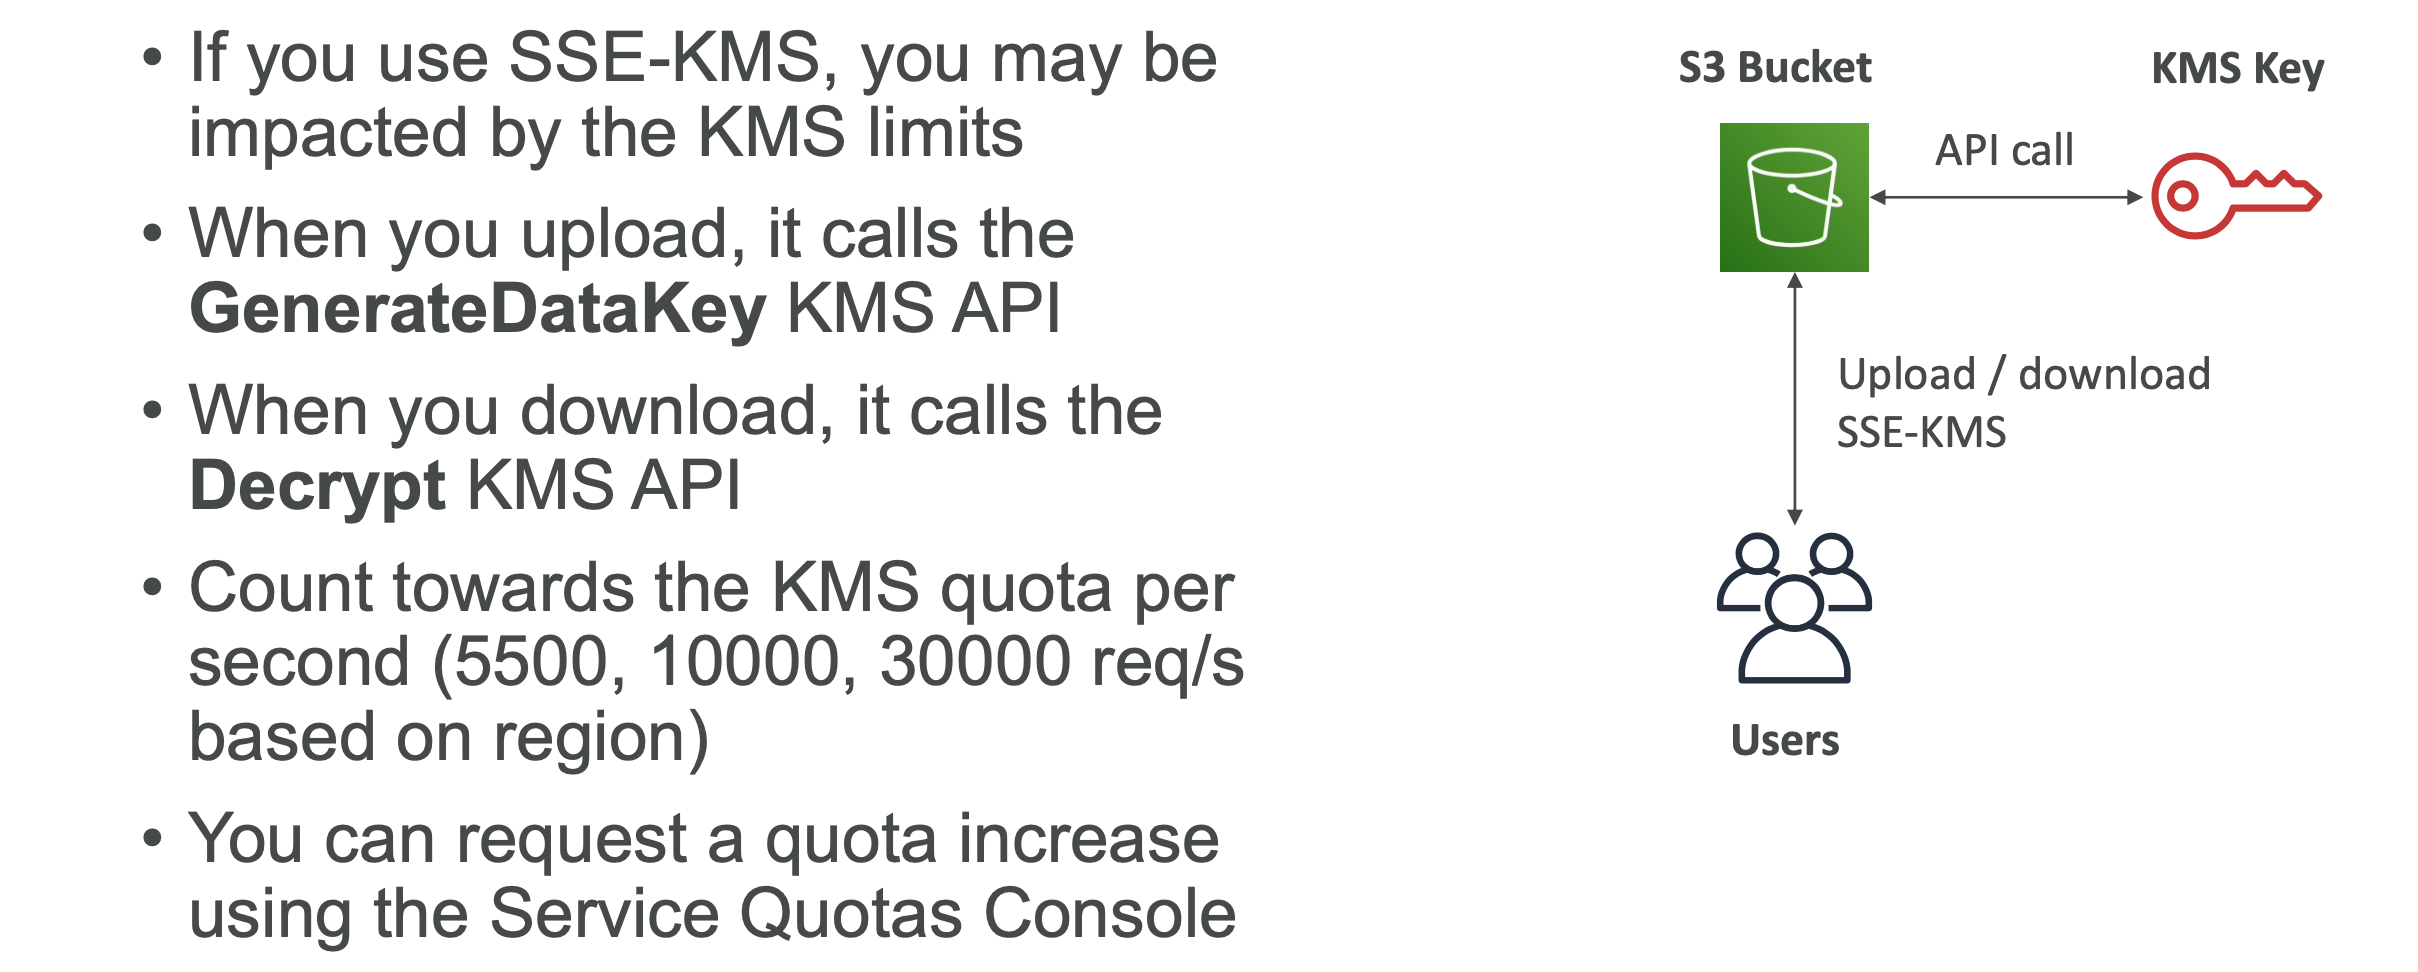 • If you use SSE-KMS, you may be
impacted by the KMS limits
• When you upload, it calls the
GenerateDataKey KMS API
• When you download, it calls the
Decrypt KMS API
• Count towards the KMS quota per
second (5500, 10000, 30000 req/s
based on region)
• You can request a quota increase
using the Service Quotas Console
S3 Bucket
KMS Key
API call
Upload / download
SSE-KMS
Users